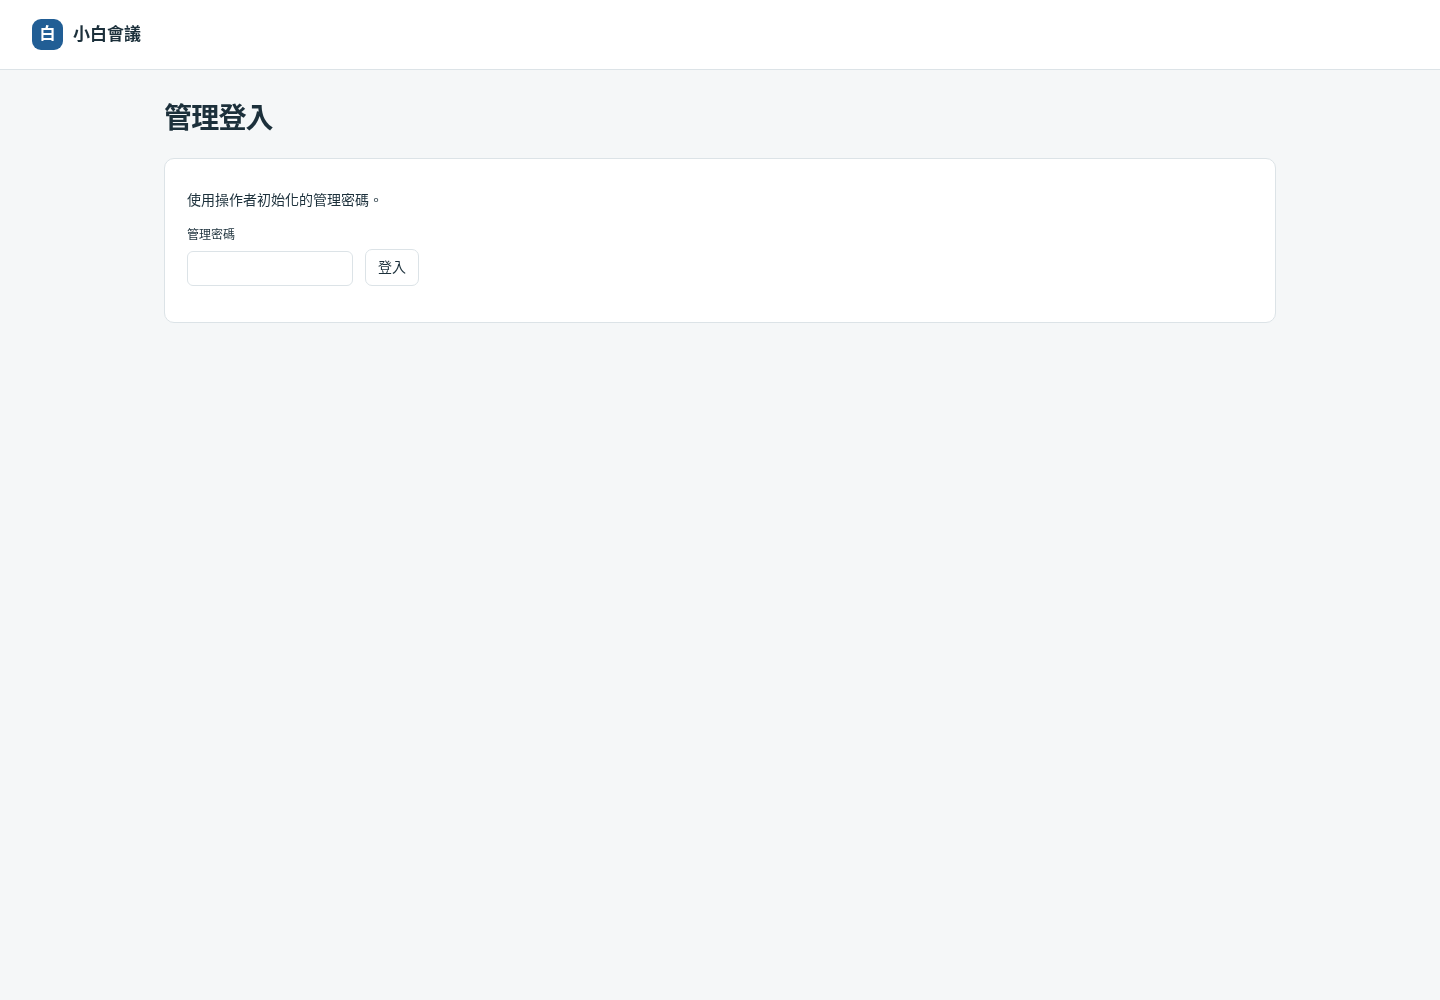 白 小白會議
管理登入
使用操作者初始化的管理密碼。
管理密碼
登入